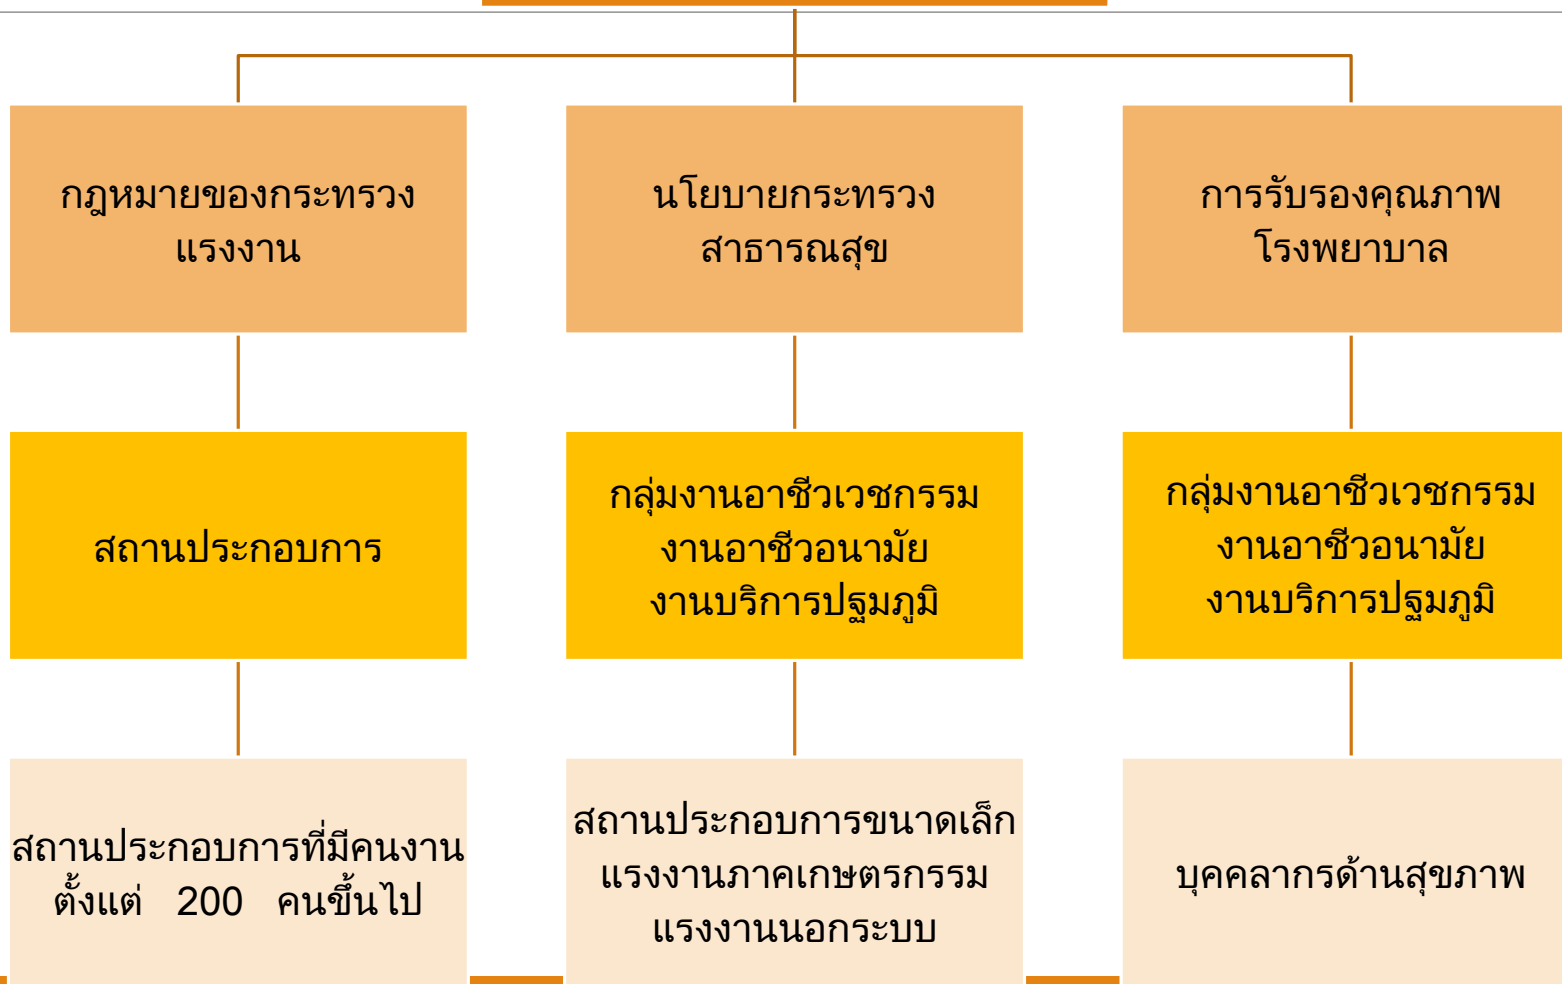 กฎหมายของกระทรวง
แรงงาน
นโยบายกระทรวง
สาธารณสุข
การรับรองคุณภาพ
โรงพยาบาล
สถานประกอบการ
กลุ่มงานอาชีวเวชกรรม
งานอาชีวอนามัย
งานบริการปฐมภูมิ
กลุ่มงานอาชีวเวชกรรม
งานอาชีวอนามัย
งานบริการปฐมภูมิ
สถานประกอบการที่มีคนงาน
ตั้งแต่ 200 คนขึ้นไป
สถานประกอบการขนาดเล็ก
แรงงานภาคเกษตรกรรม
แรงงานนอกระบบ
บุคคลากรด้านสุขภาพ